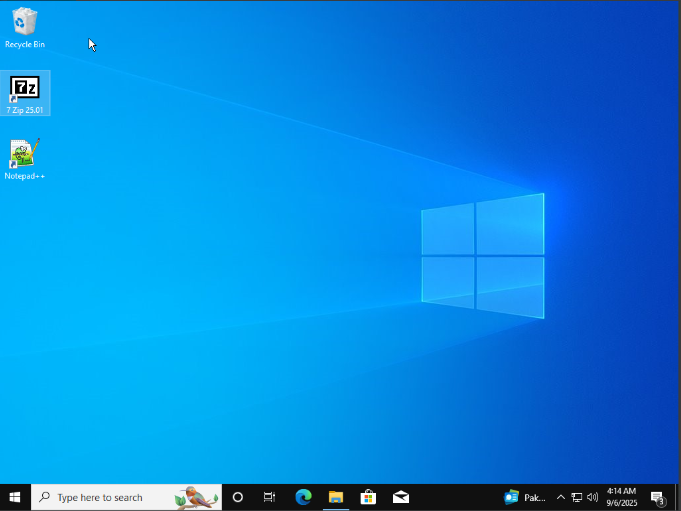 Recycle Bin
7z
7 Zip 25.01
Notepad++
Type here to search
Pak...
4:14 AM
9/6/2025
3